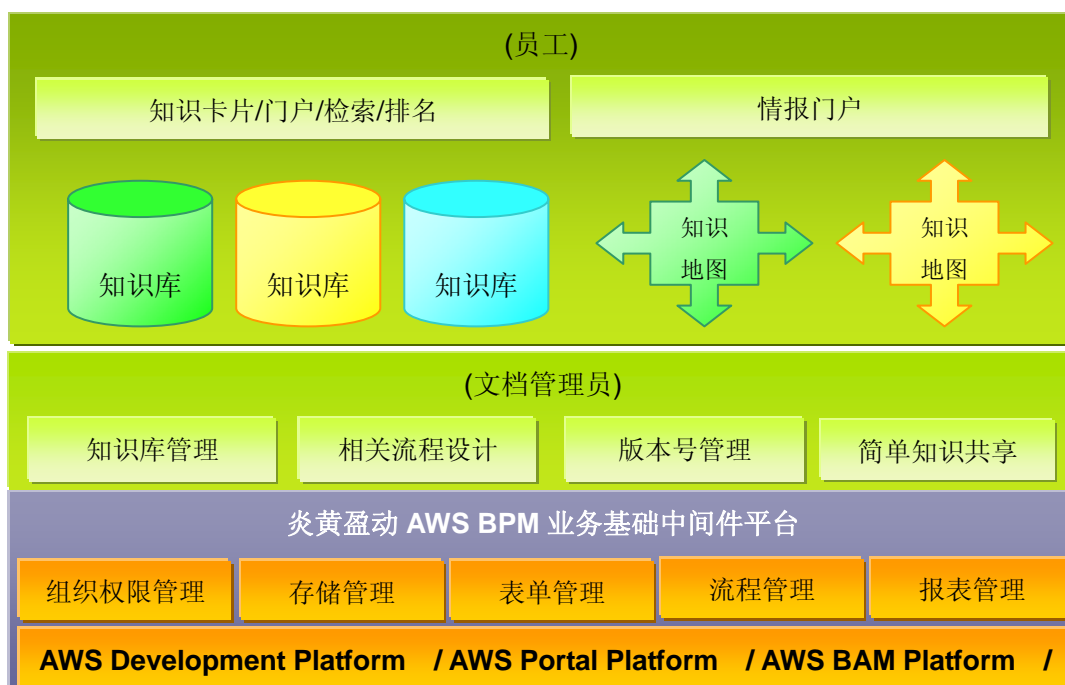 (员工)
知识卡片/门户/检索/排名
情报门户
知识库
知识库
知识库
知识
地图
知识
地图
(文档管理员)
知识库管理
相关流程设计
版本号管理
简单知识共享
炎黄盈动 AWS BPM 业务基础中间件平台
组织权限管理
存储管理
表单管理
流程管理
报表管理
AWS Development Platform / AWS Portal Platform / AWS BAM Platform /